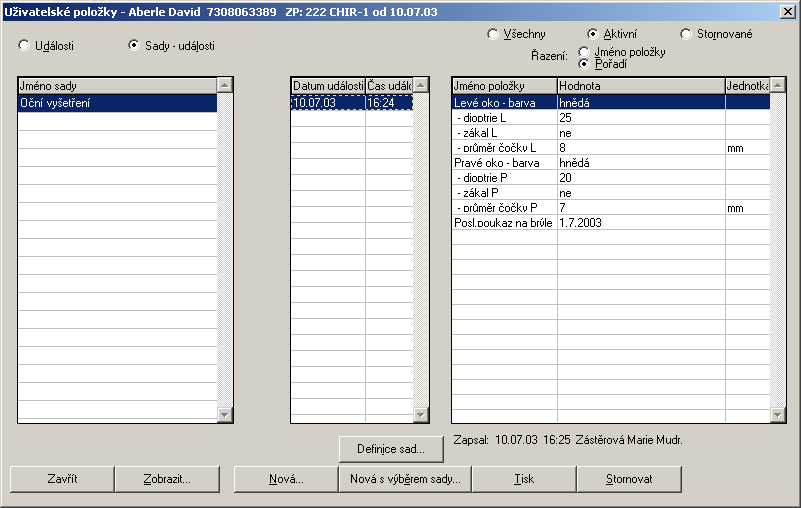 Uživatelské položky - Aberle David 7308063389 ZP: 222 CHIR-1 od 10.07.03
Události
Sady - události
Všechny
Aktivní
Stornované
Řazení:
Jméno položky
Pořadí
Jméno sady
Oční vyšetření
Datum události Čas událo
10.07.03 16:24
Jméno položky Hodnota Jednotka
Levé oko - barva hnědá
- dioptrie L 25
- zákal L ne
- průměr čočky L 8 mm
Pravé oko - barva hnědá
- dioptrie P 20
- zákal P ne
- průměr čočky P 7 mm
Posl.poukaz na brýle 1.7.2003
Definice sad...
Zapsal: 10.07.03 16:25 Zástěrová Marie Mudr.
Zavřít
Zobrazit...
Nová...
Nová s výběrem sady...
Tisk
Stornovat